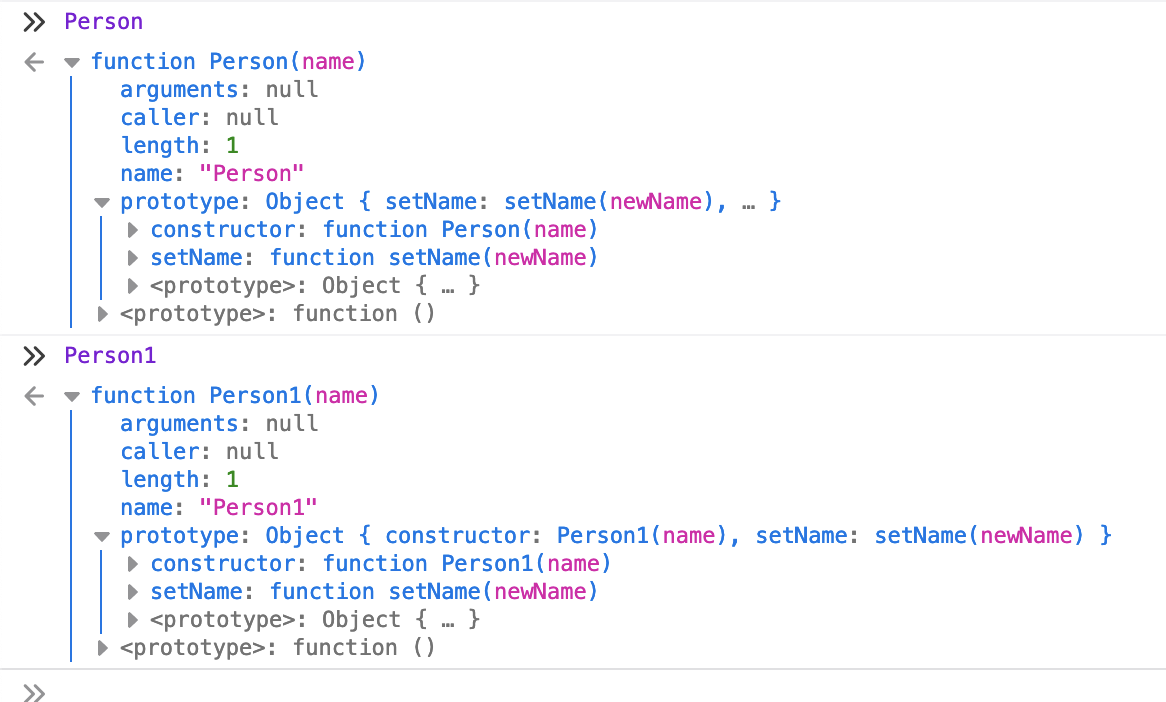 Person
function Person(name)
arguments: null
caller: null
length: 1
name: "Person"
prototype: Object { setName: setName(newName), … }
constructor: function Person(name)
setName: function setName(newName)
<prototype>: Object { … }
<prototype>: function ()
Person1
function Person1(name)
arguments: null
caller: null
length: 1
name: "Person1"
prototype: Object { constructor: Person1(name), setName: setName(newName) }
constructor: function Person1(name)
setName: function setName(newName)
<prototype>: Object { … }
<prototype>: function ()